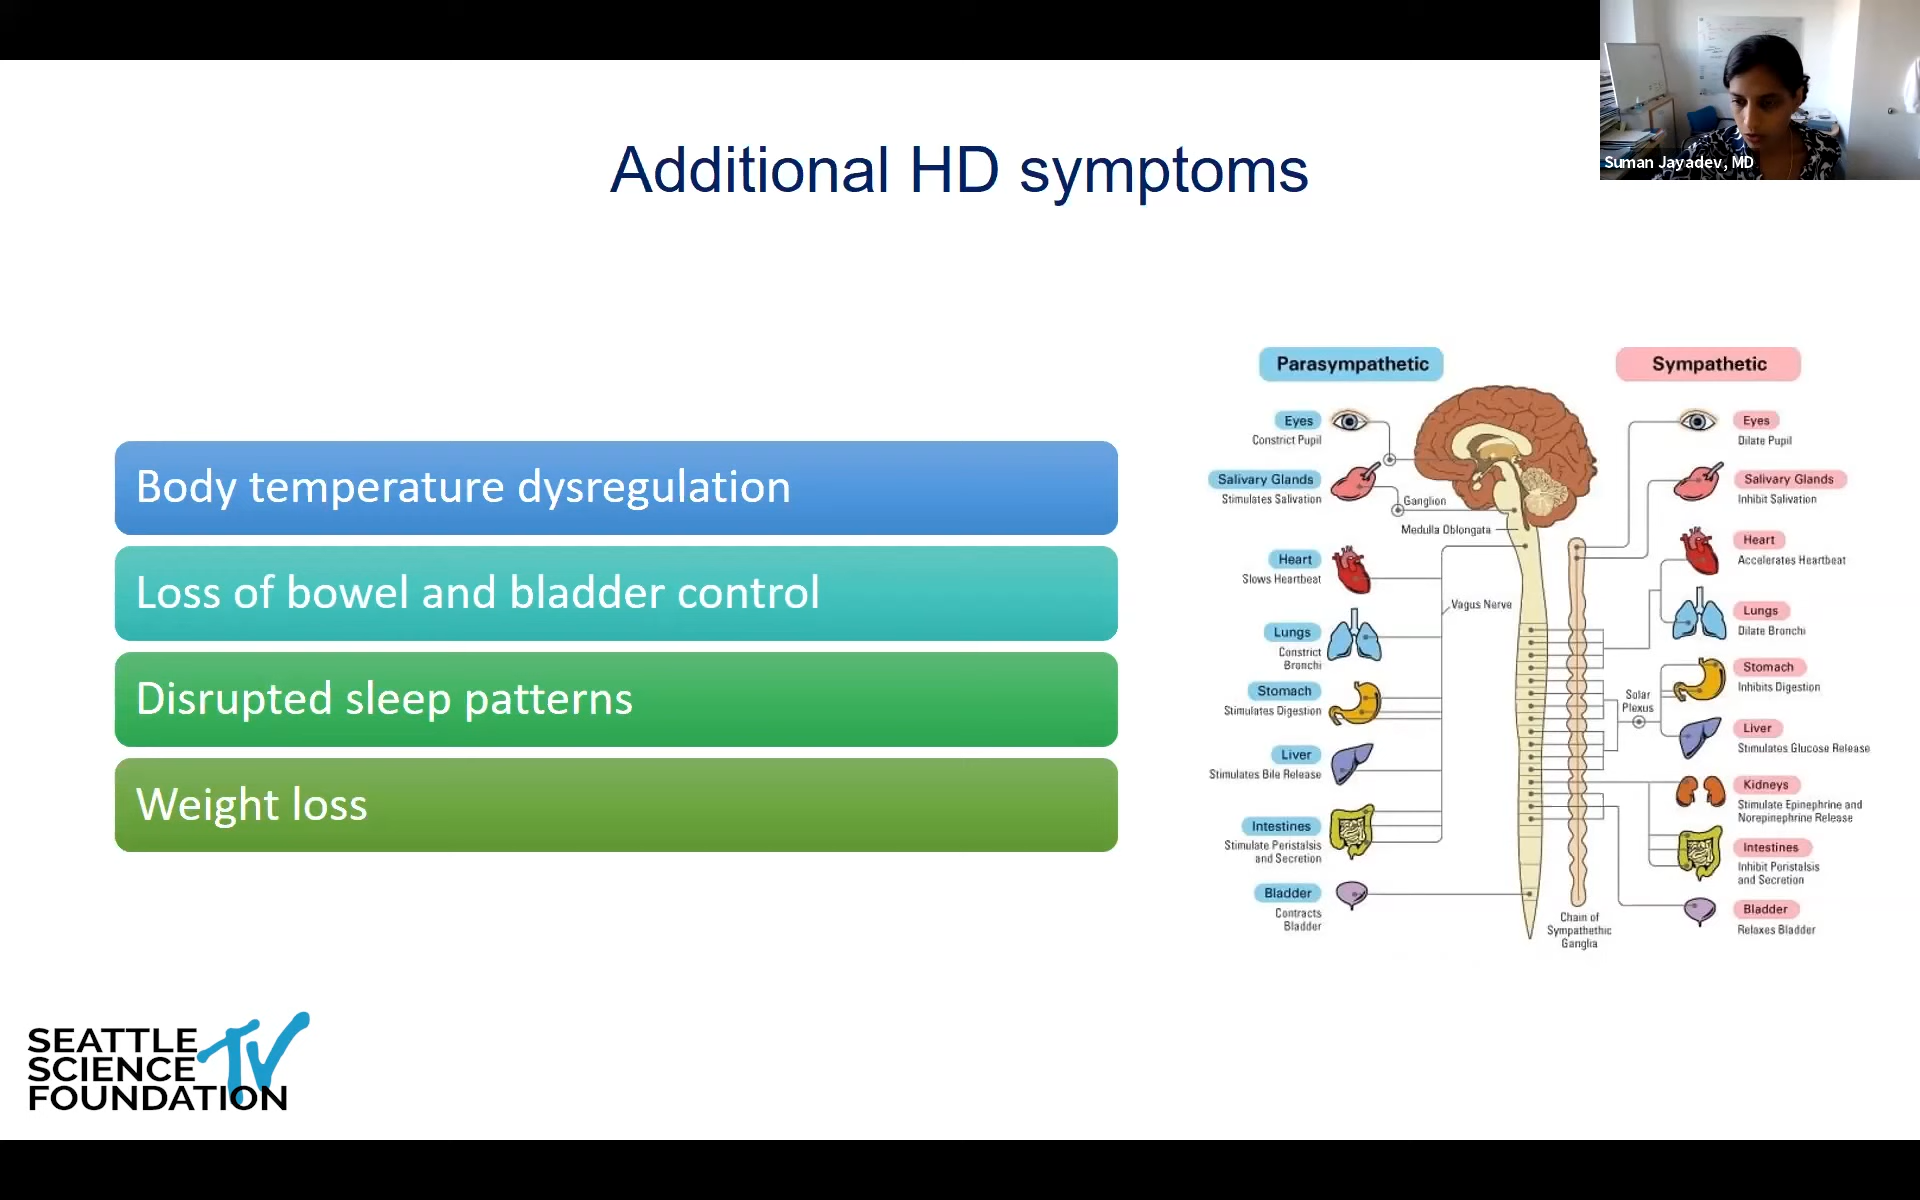 Suman Jayadev, MD
Additional HD symptoms
Body temperature dysregulation
Loss of bowel and bladder control
Disrupted sleep patterns
Weight loss
Parasympathetic
Eyes
Constrict Pupil
Salivary Glands
Stimulates Salivation
Ganglion
Medulla Oblongata
Heart
Slows Heartbeat
Vagus Nerve
Lungs
Constrict
Bronchi
Stomach
Stimulates Digestion
Liver
Stimulates Bile Release
Intestines
Stimulate Peristalsis
and Secretion
Bladder
Contracts
Bladder
Sympathetic
Eyes
Dilate Pupil
Salivary Glands
Inhibit Salivation
Heart
Accelerates Heartbeat
Lungs
Dilate Bronchi
Stomach
Inhibits Digestion
Solar
Plexus
Liver
Stimulates Glucose Release
Kidneys
Stimulate Epinephrine and
Norepinephrine Release
Intestines
Inhibit Peristalsis
and Secretion
Bladder
Relaxes Bladder
Chain of
Sympathethic
Ganglia
SEATTLE
SCIENCE
FOUNDATION
TV